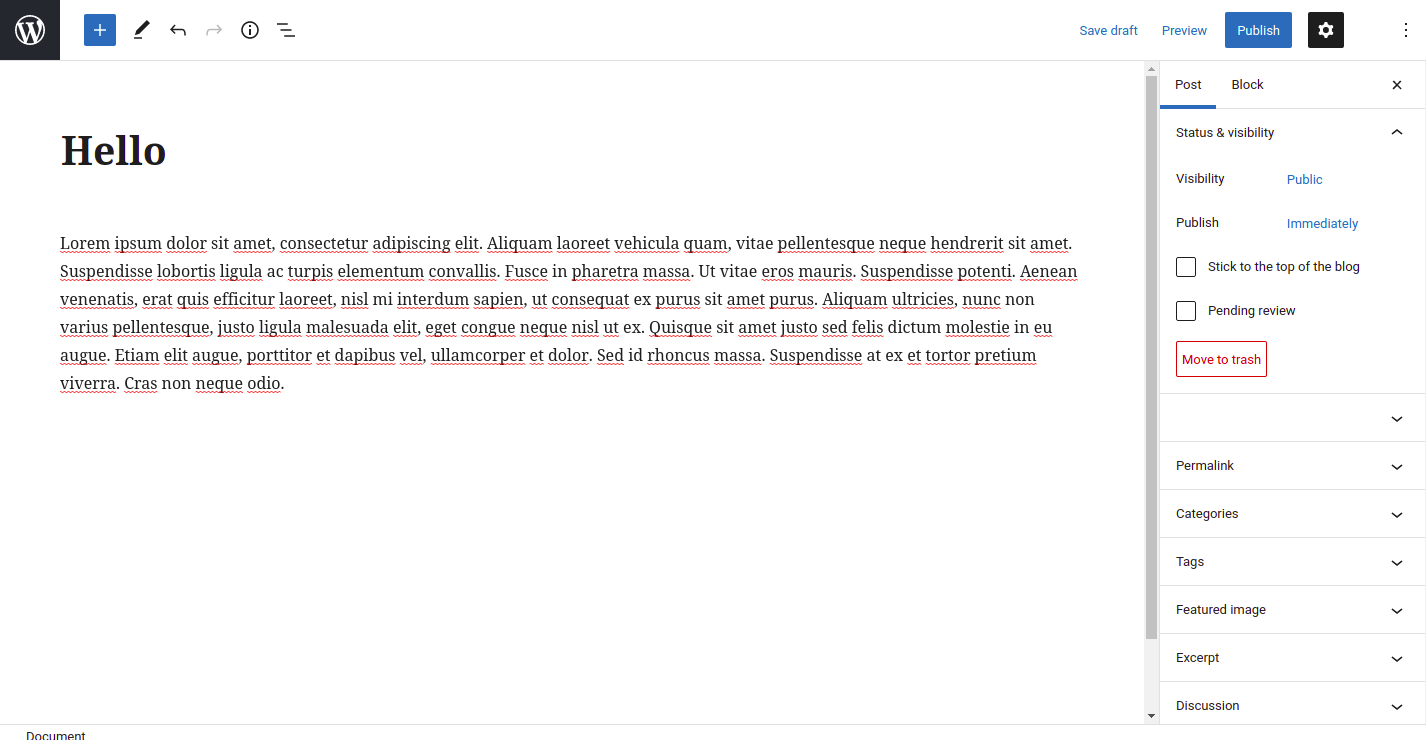 Save draft
Preview
Publish
Post
Block
Hello
Lorem ipsum dolor sit amet, consectetur adipiscing elit. Aliquam laoreet vehicula quam, vitae pellentesque neque hendrerit sit amet.
Suspendisse lobortis ligula ac turpis elementum convallis. Fusce in pharetra massa. Ut vitae eros mauris. Suspendisse potenti. Aenean
venenatis, erat quis efficitur laoreet, nisl mi interdum sapien, ut consequat ex purus sit amet purus. Aliquam ultricies, nunc non
varius pellentesque, justo ligula malesuada elit, eget congue neque nisl ut ex. Quisque sit amet justo sed felis dictum molestie in eu
augue. Etiam elit augue, porttitor et dapibus vel, ullamcorper et dolor. Sed id rhoncus massa. Suspendisse at ex et tortor pretium
viverra. Cras non neque odio.
Status & visibility
Visibility
Public
Publish
Immediately
Stick to the top of the blog
Pending review
Move to trash
Permalink
Categories
Tags
Featured image
Excerpt
Discussion
Document